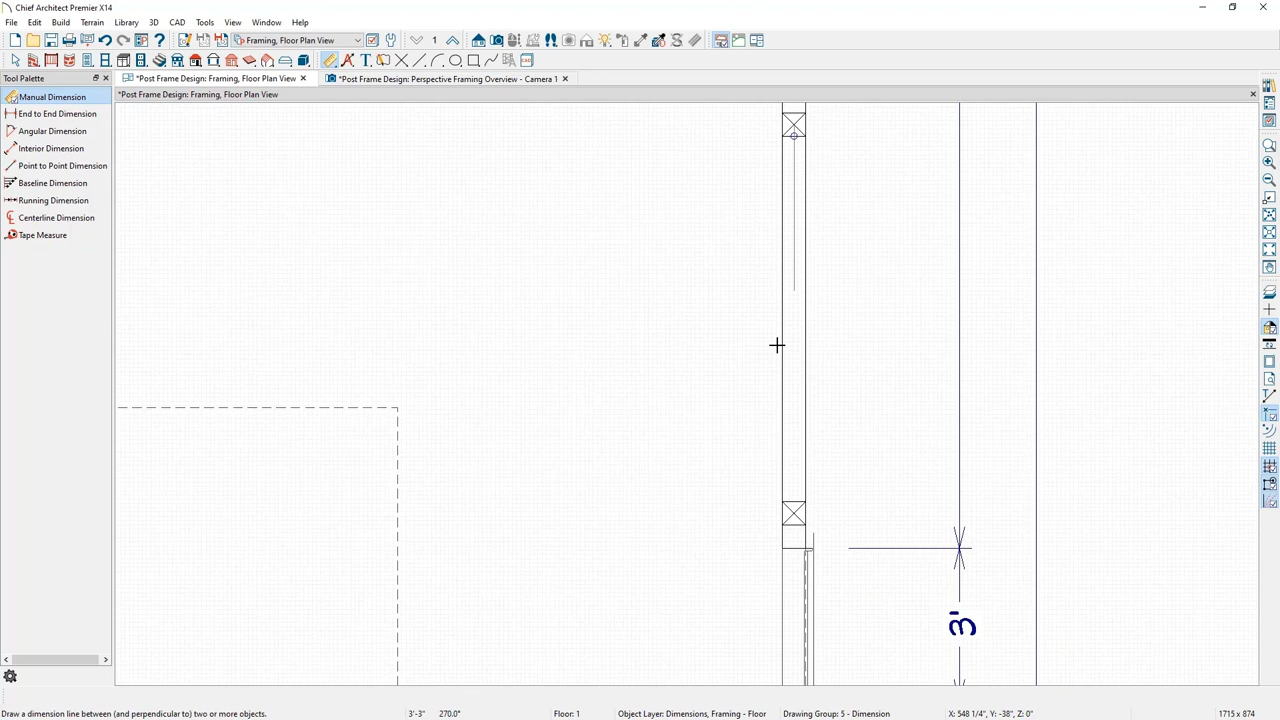 Chief Architect Premier X14
File Edit Build Terrain Library 3D CAD Tools View Window Help
Framing, Floor Plan View 1
Tool Palette
*Post Frame Design: Framing, Floor Plan View
*Post Frame Design: Perspective Framing Overview - Camera 1
*Post Frame Design: Framing, Floor Plan View
Manual Dimension
End to End Dimension
Angular Dimension
Interior Dimension
Point to Point Dimension
Baseline Dimension
Running Dimension
Centerline Dimension
Tape Measure
3'
Draw a dimension line between (and perpendicular to) two or more objects. 3'-3" 270.0° Floor: 1 Object Layer: Dimensions, Framing - Floor Drawing Group: 5 - Dimension X: 548 1/4", Y: -38", Z: 0" 1715 x 874